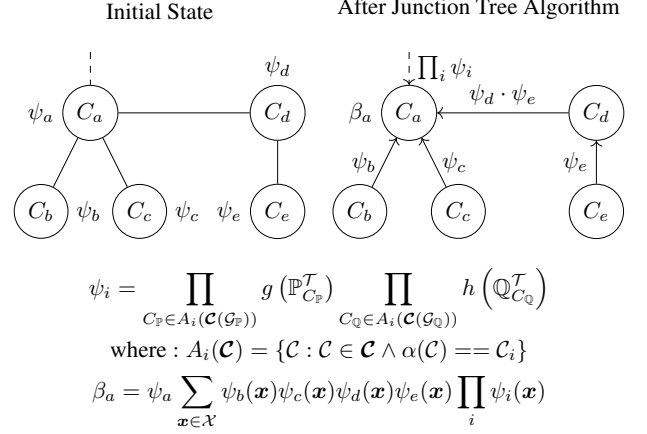 Initial State
After Junction Tree Algorithm
ψ_d
∏_i ψ_i
ψ_a C_a C_d
β_a C_a ψ_d · ψ_e C_d
ψ_b ψ_c ψ_e
C_b ψ_b C_c ψ_c ψ_e C_e
C_b C_c C_e
ψ_i = ∏_{C_ℙ∈A_i(𝓒(𝒢_ℙ))} g(ℙ^𝒯_{C_ℙ}) ∏_{C_ℚ∈A_i(𝓒(𝒢_ℚ))} h(ℚ^𝒯_{C_ℚ})
where : A_i(𝓒) = {𝒞 : 𝒞 ∈ 𝓒 ∧ α(𝒞) == 𝒞_i}
β_a = ψ_a ∑_{𝒙∈𝒳} ψ_b(𝒙)ψ_c(𝒙)ψ_d(𝒙)ψ_e(𝒙) ∏_i ψ_i(𝒙)